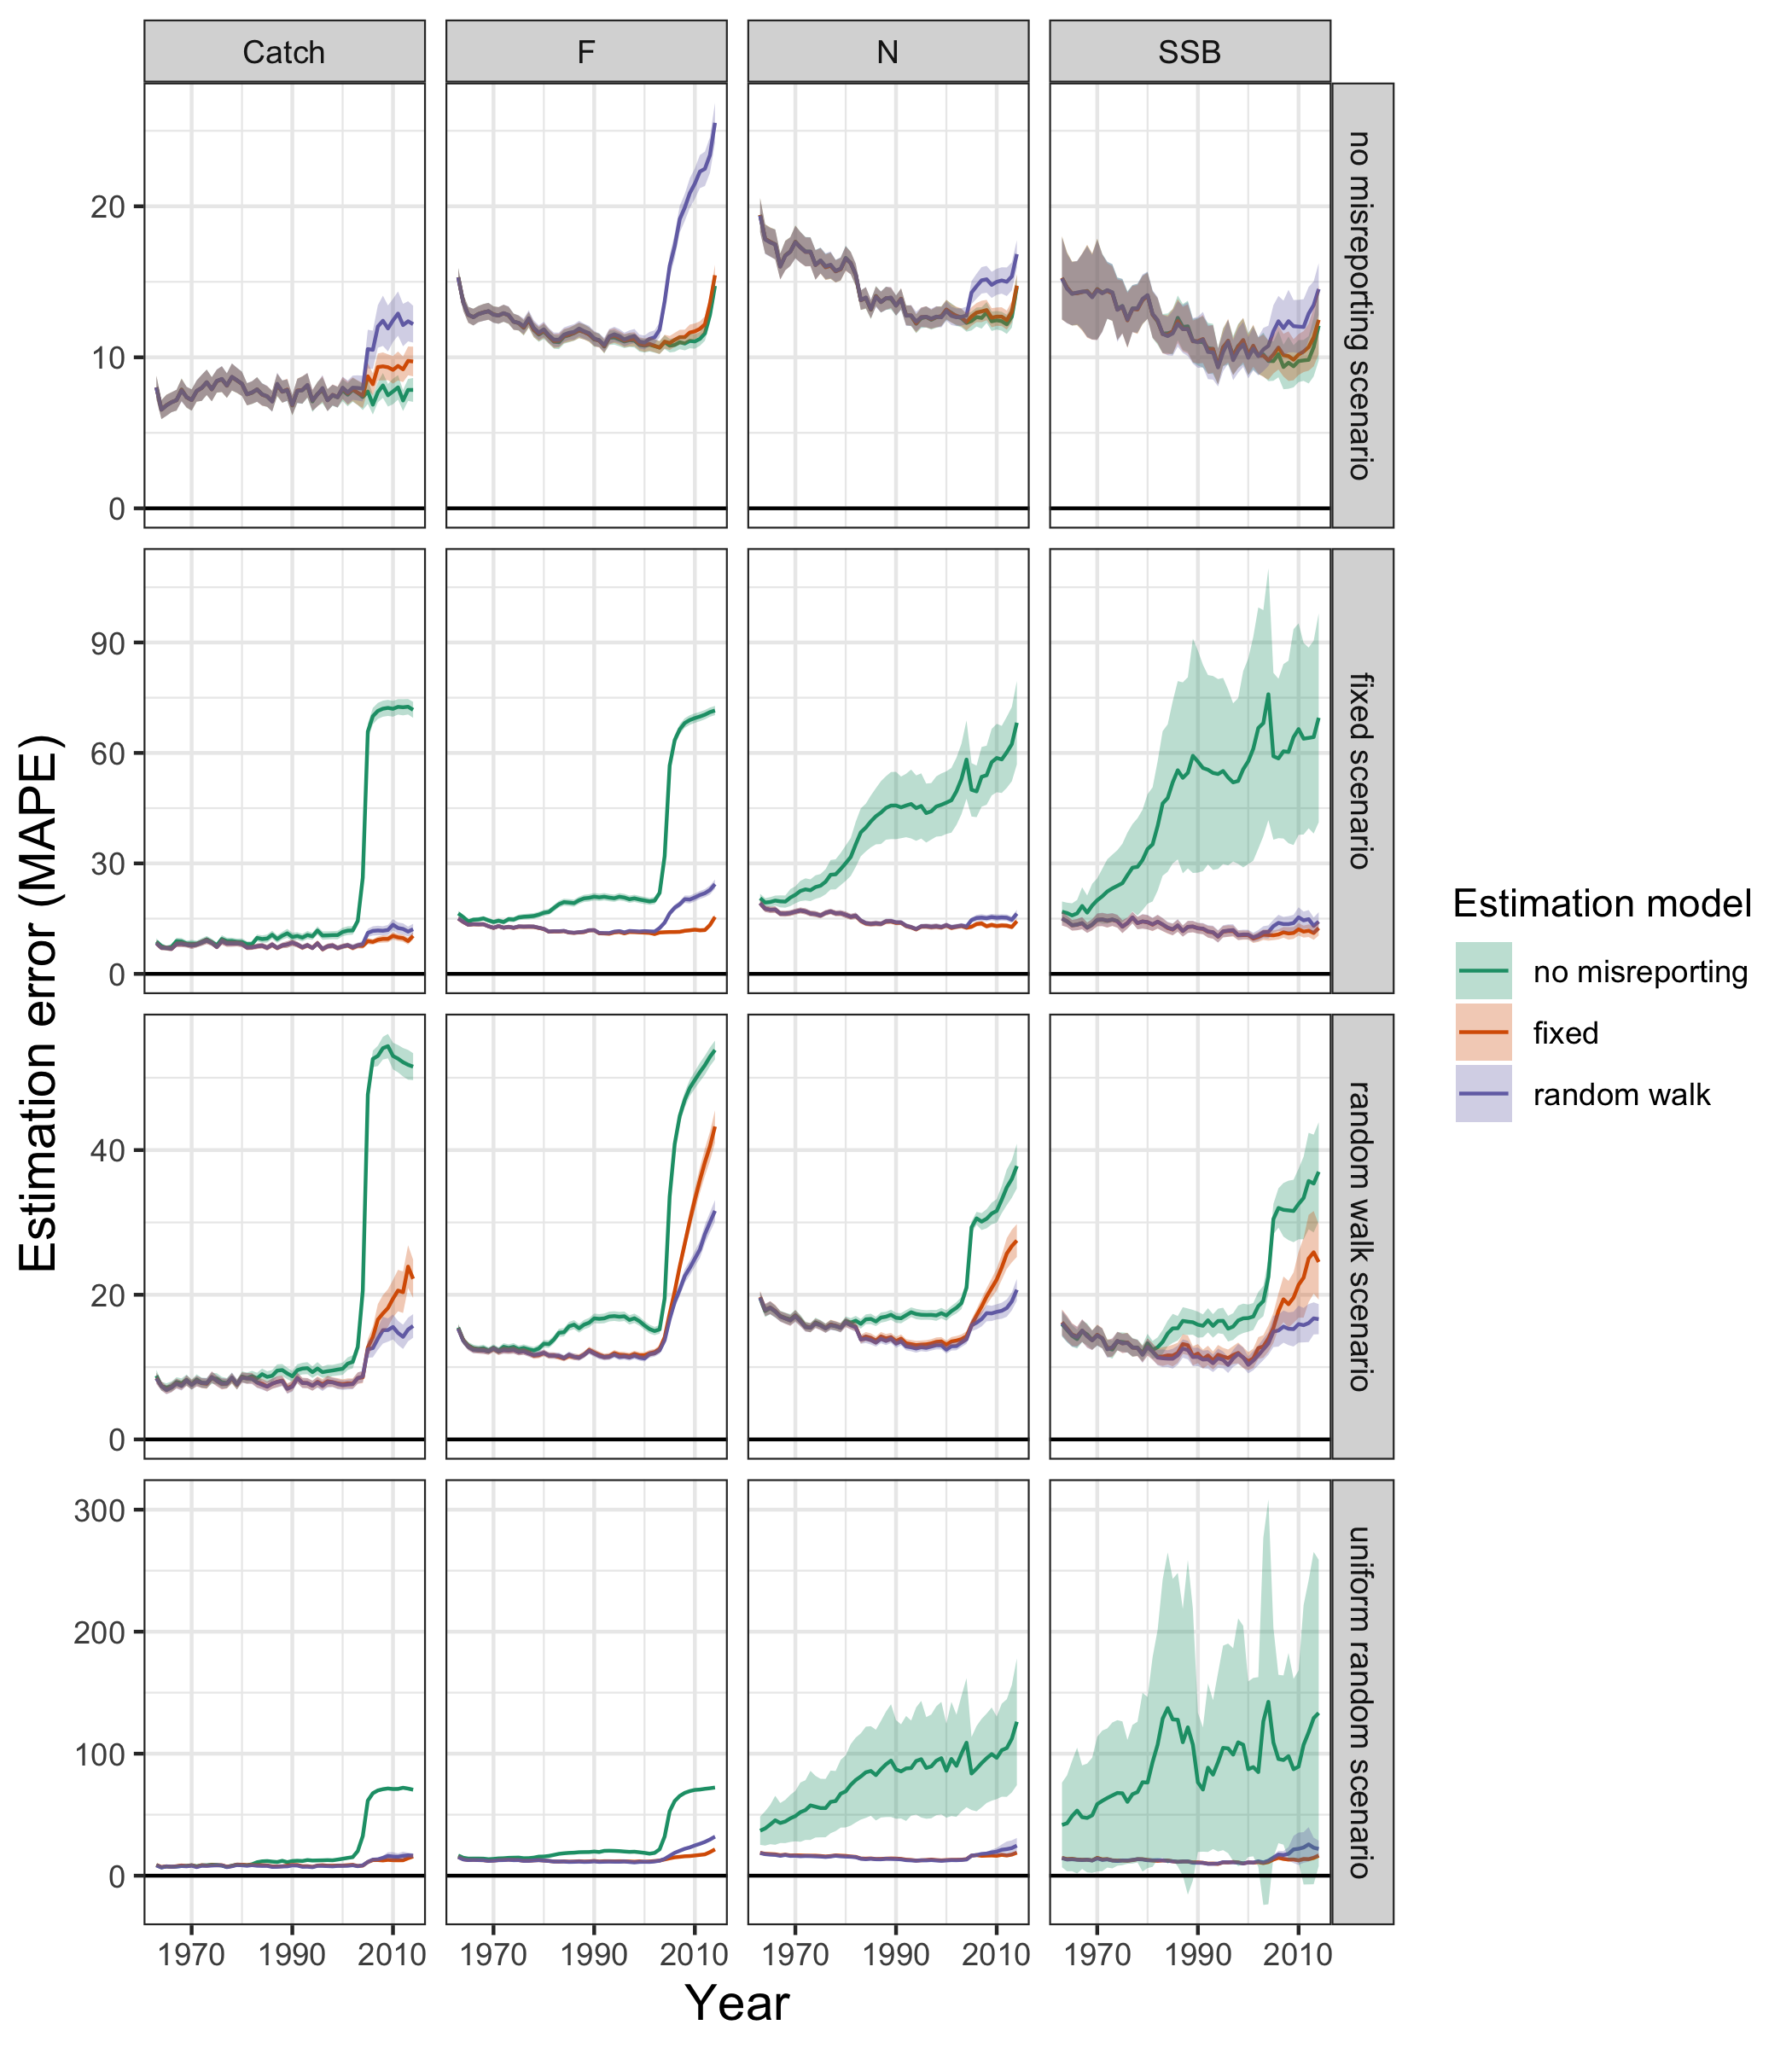 Catch F N SSB
no misreporting scenario
20
10
0
fixed scenario
90
60
30
0
random walk scenario
40
20
0
uniform random scenario
300
200
100
0
1970 1990 2010 1970 1990 2010 1970 1990 2010 1970 1990 2010
Year
Estimation error (MAPE)
Estimation model
no misreporting
fixed
random walk